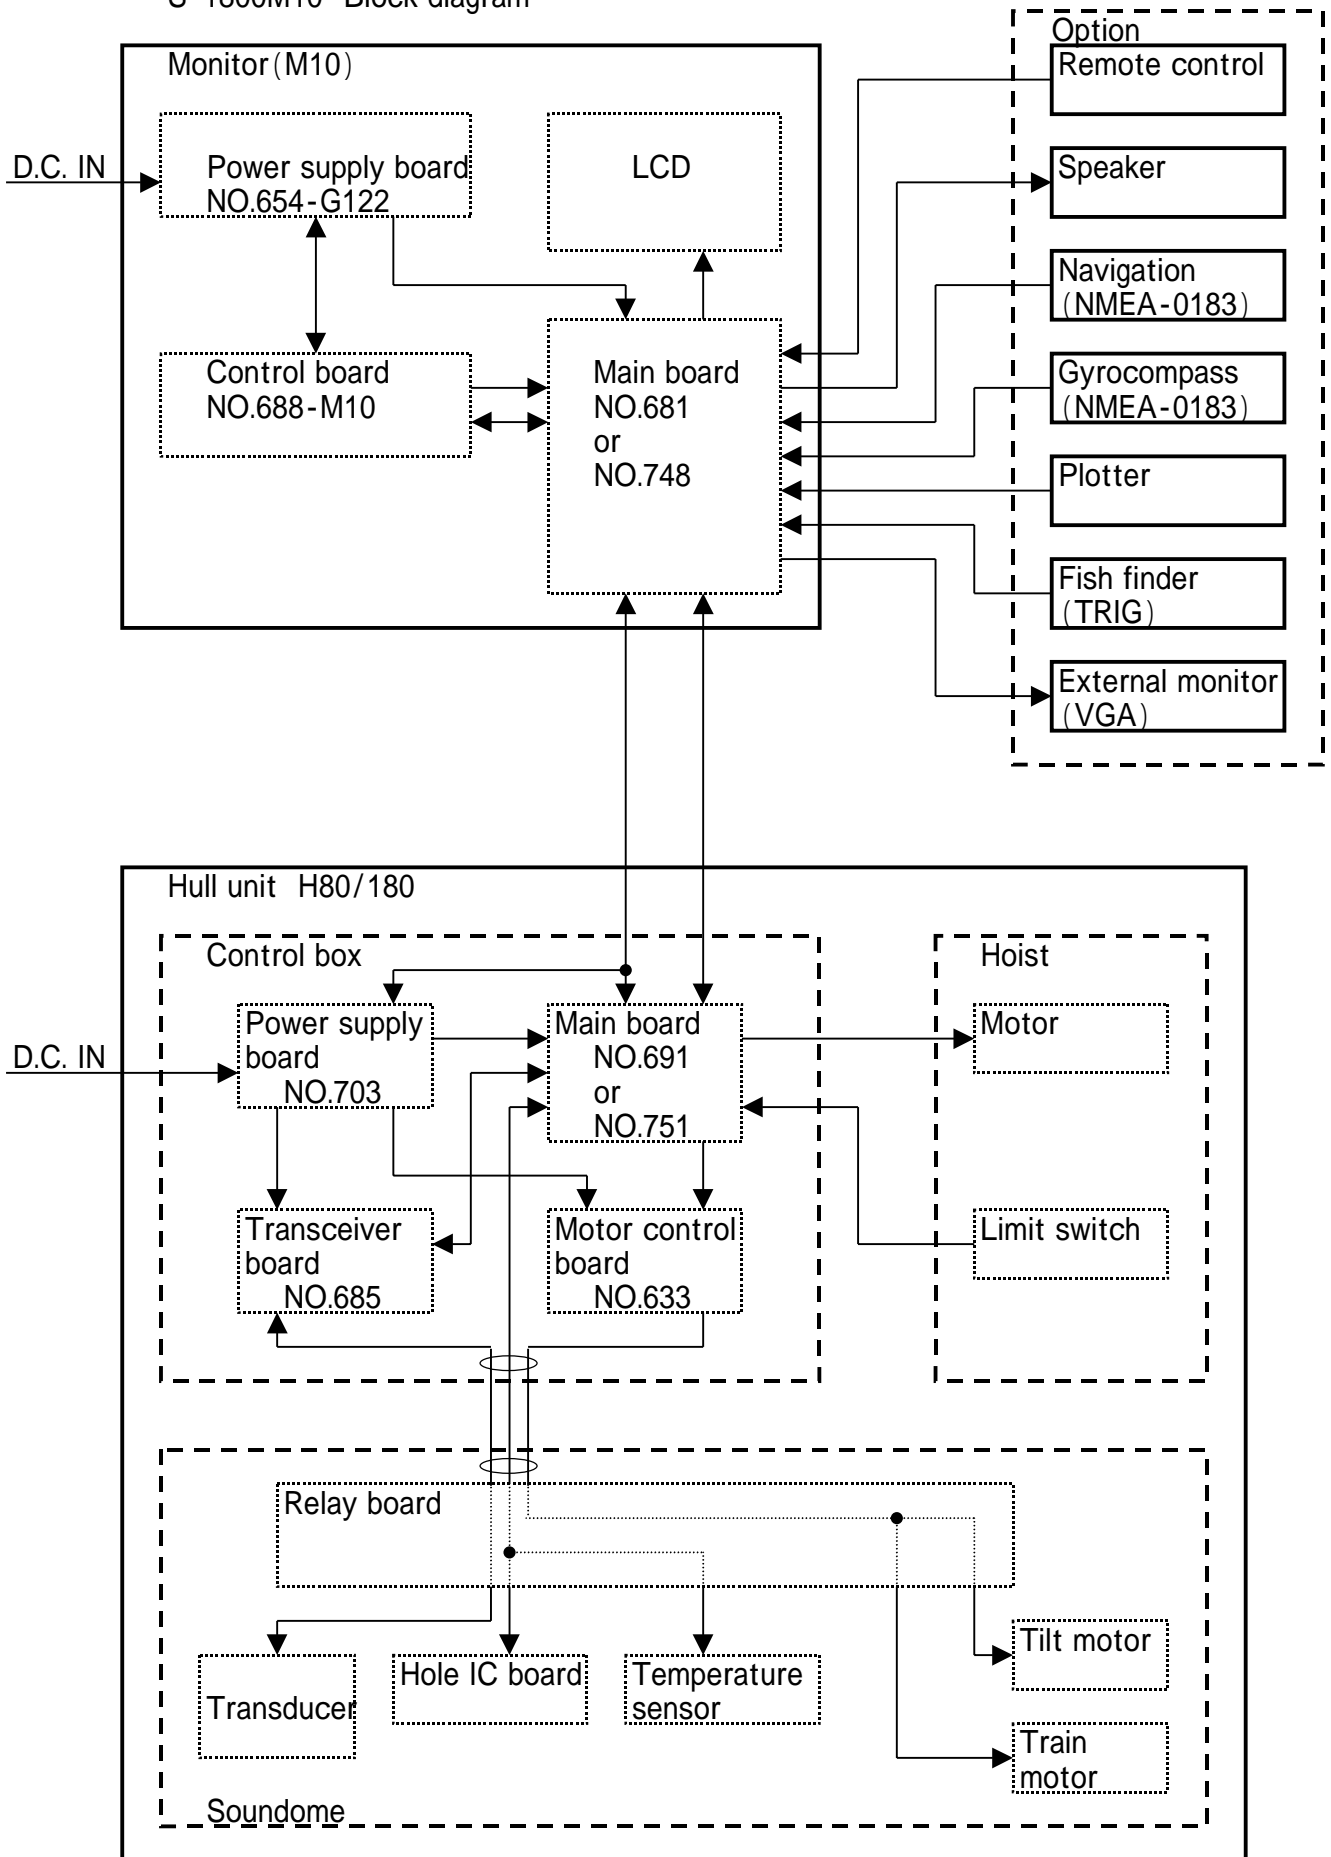 Block diagram
Monitor(M10)
D.C. IN
Power supply board
NO.654-G122
LCD
Control board
NO.688-M10
Main board
NO.681
or
NO.748
Option
Remote control
Speaker
Navigation
(NMEA-0183)
Gyrocompass
(NMEA-0183)
Plotter
Fish finder
(TRIG)
External monitor
(VGA)
Hull unit H80/180
Control box
D.C. IN
Power supply
board
NO.703
Main board
NO.691
or
NO.751
Transceiver
board
NO.685
Motor control
board
NO.633
Hoist
Motor
Limit switch
Relay board
Transducer
Hole IC board
Temperature
sensor
Tilt motor
Train
motor
Soundome